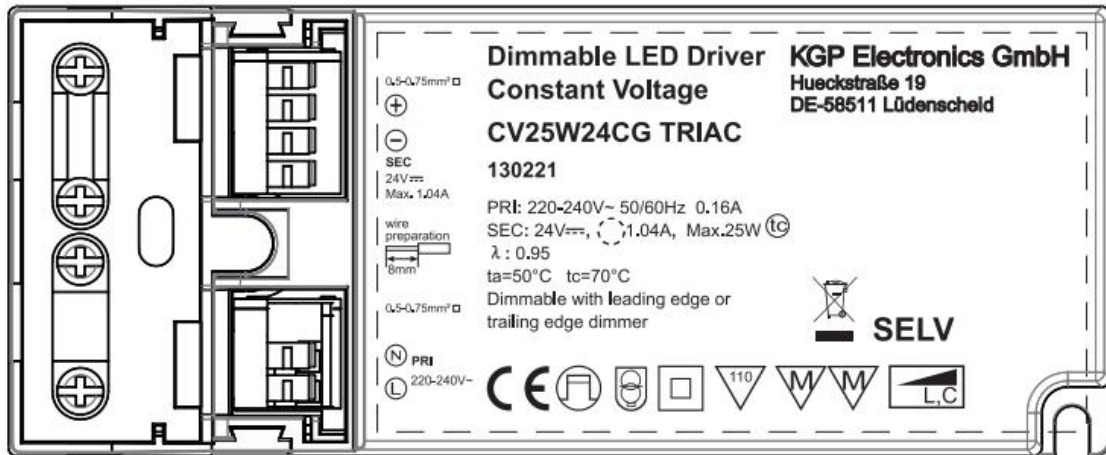 Dimmable LED Driver
Constant Voltage
CV25W24CG TRIAC
130221
KGP Electronics GmbH
Hueckstraße 19
DE-58511 Lüdenscheid
PRI: 220-240V~ 50/60Hz 0.16A
SEC: 24V⎓, 1.04A, Max.25W tc
λ: 0.95
ta=50°C tc=70°C
Dimmable with leading edge or
trailing edge dimmer
SELV
CE
110
M M
L,C
0.5-0.75mm²
+
−
SEC
24V⎓
Max. 1.04A
wire
preparation
8mm
0.5-0.75mm²
N PRI
L 220-240V~